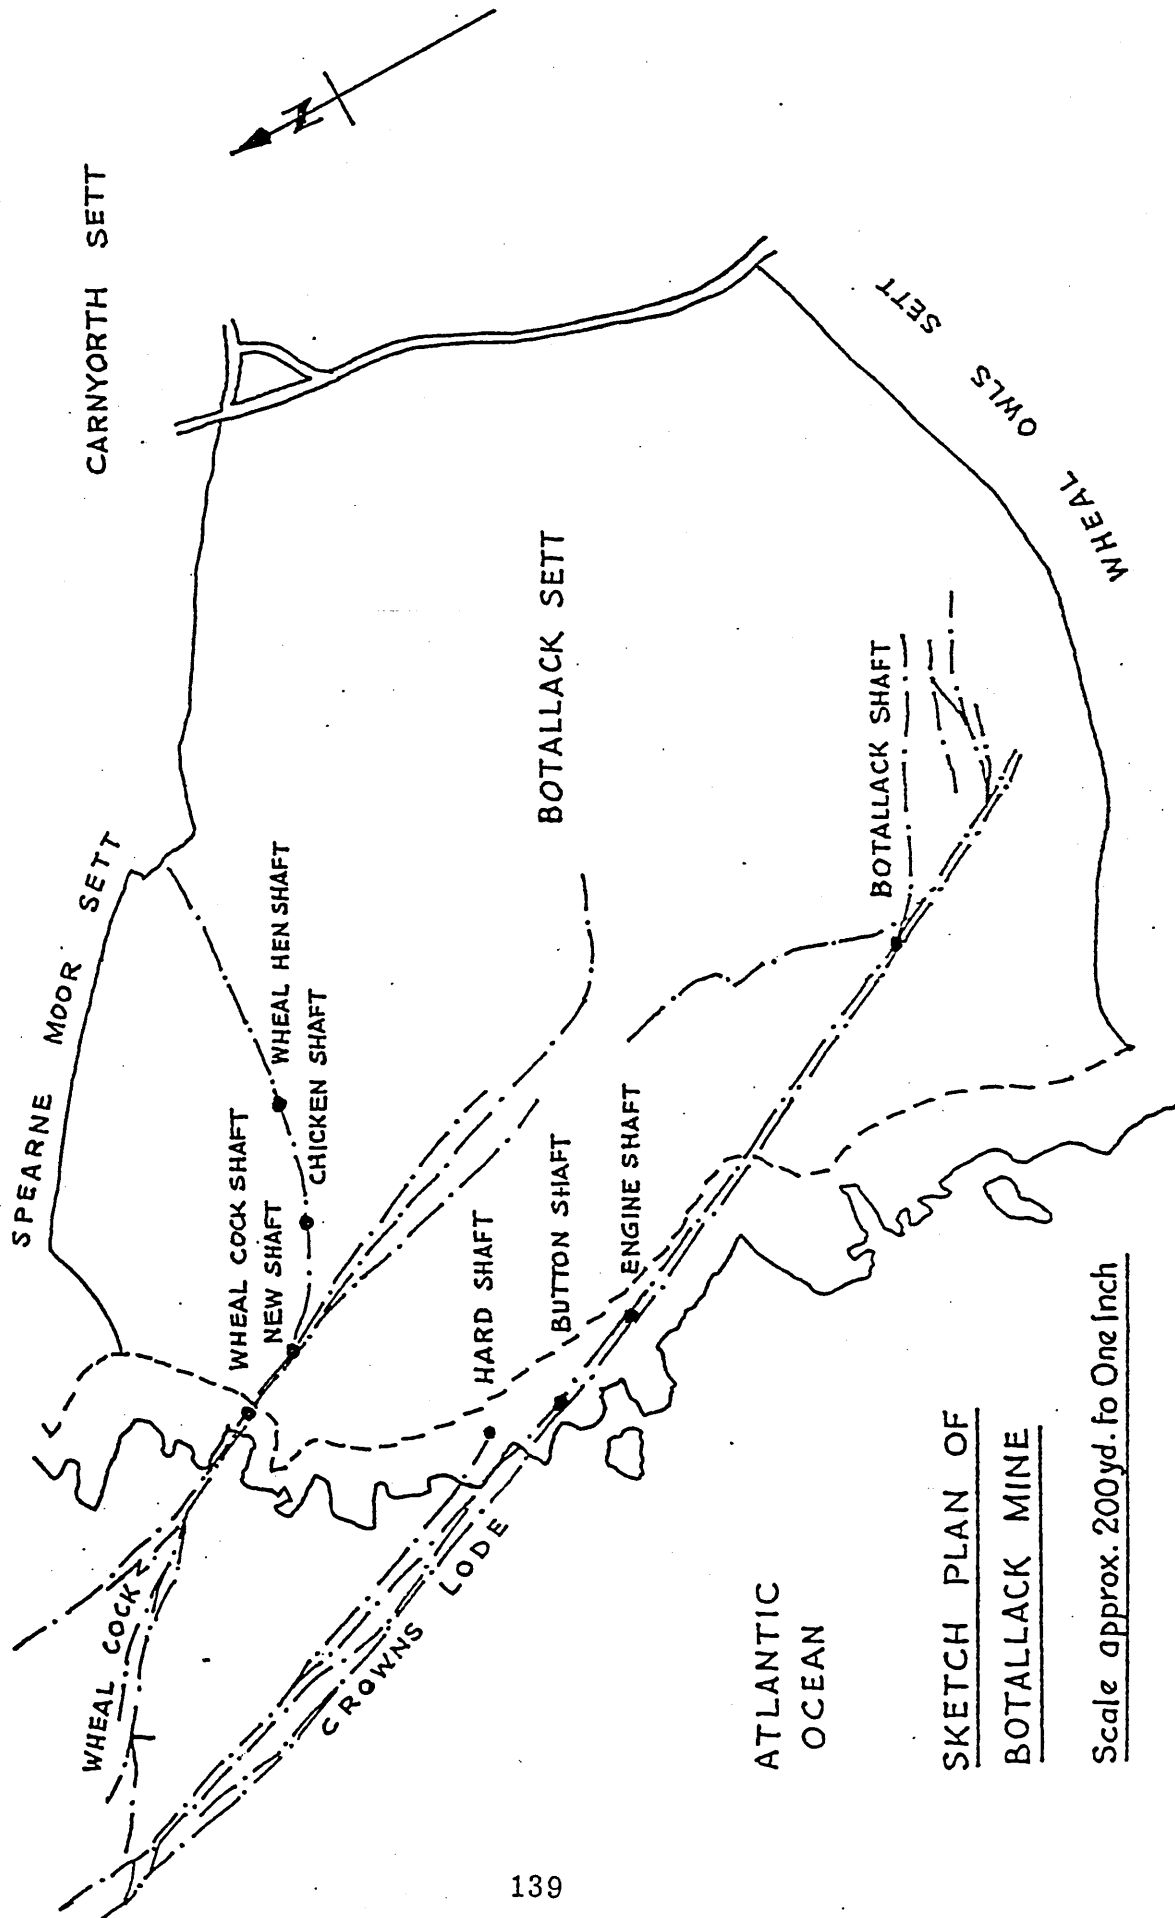 N
CARNYORTH SETT
SPEARNE MOOR SETT
WHEAL OWLS SETT
BOTALLACK SETT
WHEAL HEN SHAFT
CHICKEN SHAFT
WHEAL COCK SHAFT
NEW SHAFT
HARD SHAFT
BUTTON SHAFT
ENGINE SHAFT
BOTALLACK SHAFT
WHEAL COCK
CROWNS LODE
ATLANTIC
OCEAN
SKETCH PLAN OF
BOTALLACK MINE
Scale approx. 200yd. to One Inch
139